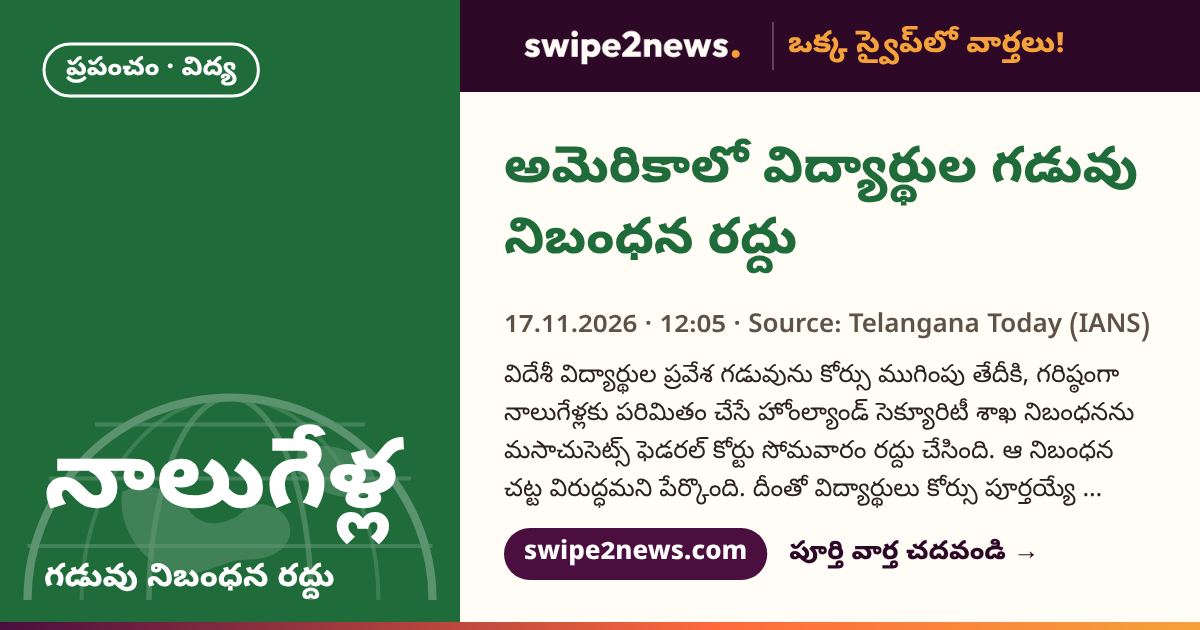 ప్రపంచం · విద్య
నాలుగేళ్ల
గడువు నిబంధన రద్దు
swipe2news. ఒక్క స్వైప్‌లో వార్తలు!
అమెరికాలో విద్యార్థుల గడువు
నిబంధన రద్దు
17.11.2026 · 12:05 · Source: Telangana Today (IANS)
విదేశీ విద్యార్థుల ప్రవేశ గడువును కోర్సు ముగింపు తేదీకి, గరిష్ఠంగా
నాలుగేళ్లకు పరిమితం చేసే హోంల్యాండ్ సెక్యూరిటీ శాఖ నిబంధనను
మసాచుసెట్స్ ఫెడరల్ కోర్టు సోమవారం రద్దు చేసింది. ఆ నిబంధన
చట్ట విరుద్ధమని పేర్కొంది. దీంతో విద్యార్థులు కోర్సు పూర్తయ్యే ...
swipe2news.com పూర్తి వార్త చదవండి →